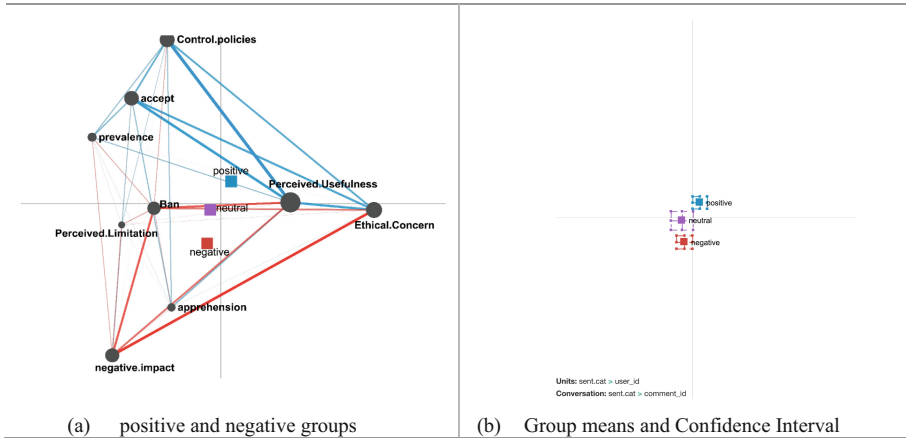 Control.policies
accept
prevalence
positive
Perceived.Usefulness
Ban
neutral
Ethical.Concern
Perceived.Limitation
negative
apprehension
negative.impact
(a) positive and negative groups
positive
neutral
negative
Units: sent.cat > user_id
Conversation: sent.cat > comment_id
(b) Group means and Confidence Interval